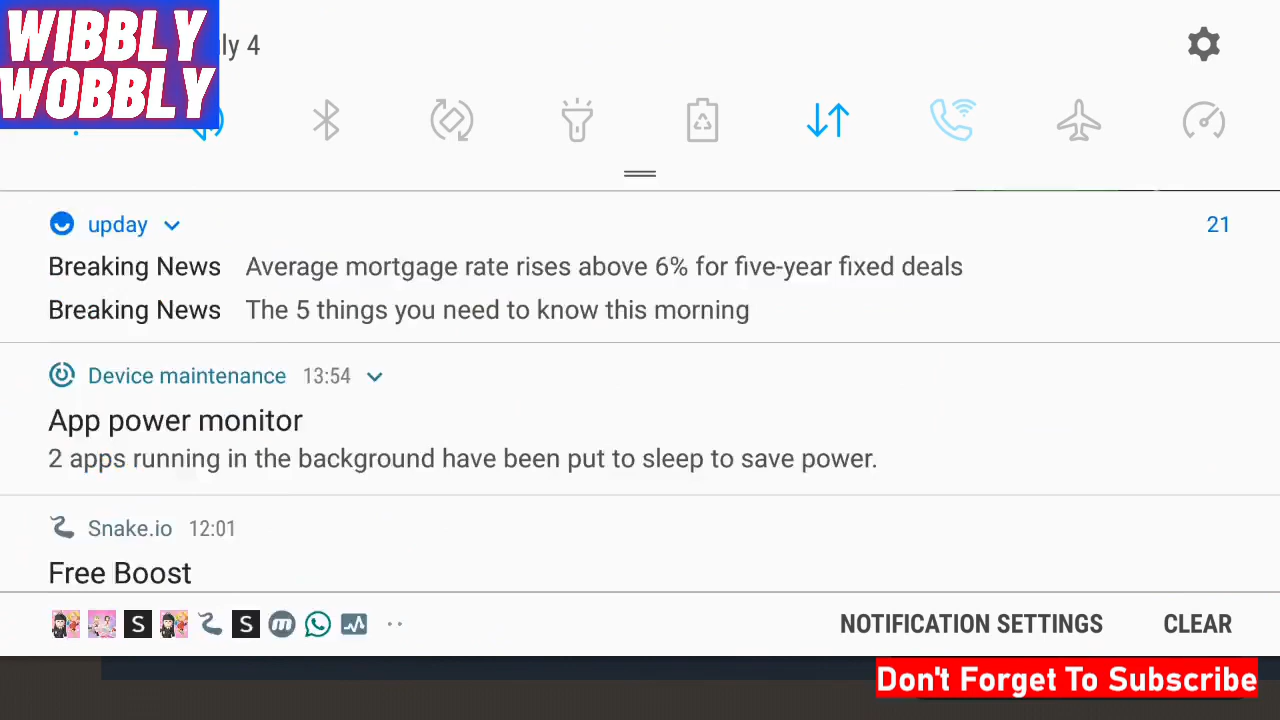 WIBBLY
WOBBLY
ly 4
upday
21
Breaking News Average mortgage rate rises above 6% for five-year fixed deals
Breaking News The 5 things you need to know this morning
Device maintenance 13:54
App power monitor
2 apps running in the background have been put to sleep to save power.
Snake.io 12:01
Free Boost
S
S
m
NOTIFICATION SETTINGS
CLEAR
Don't Forget To Subscribe